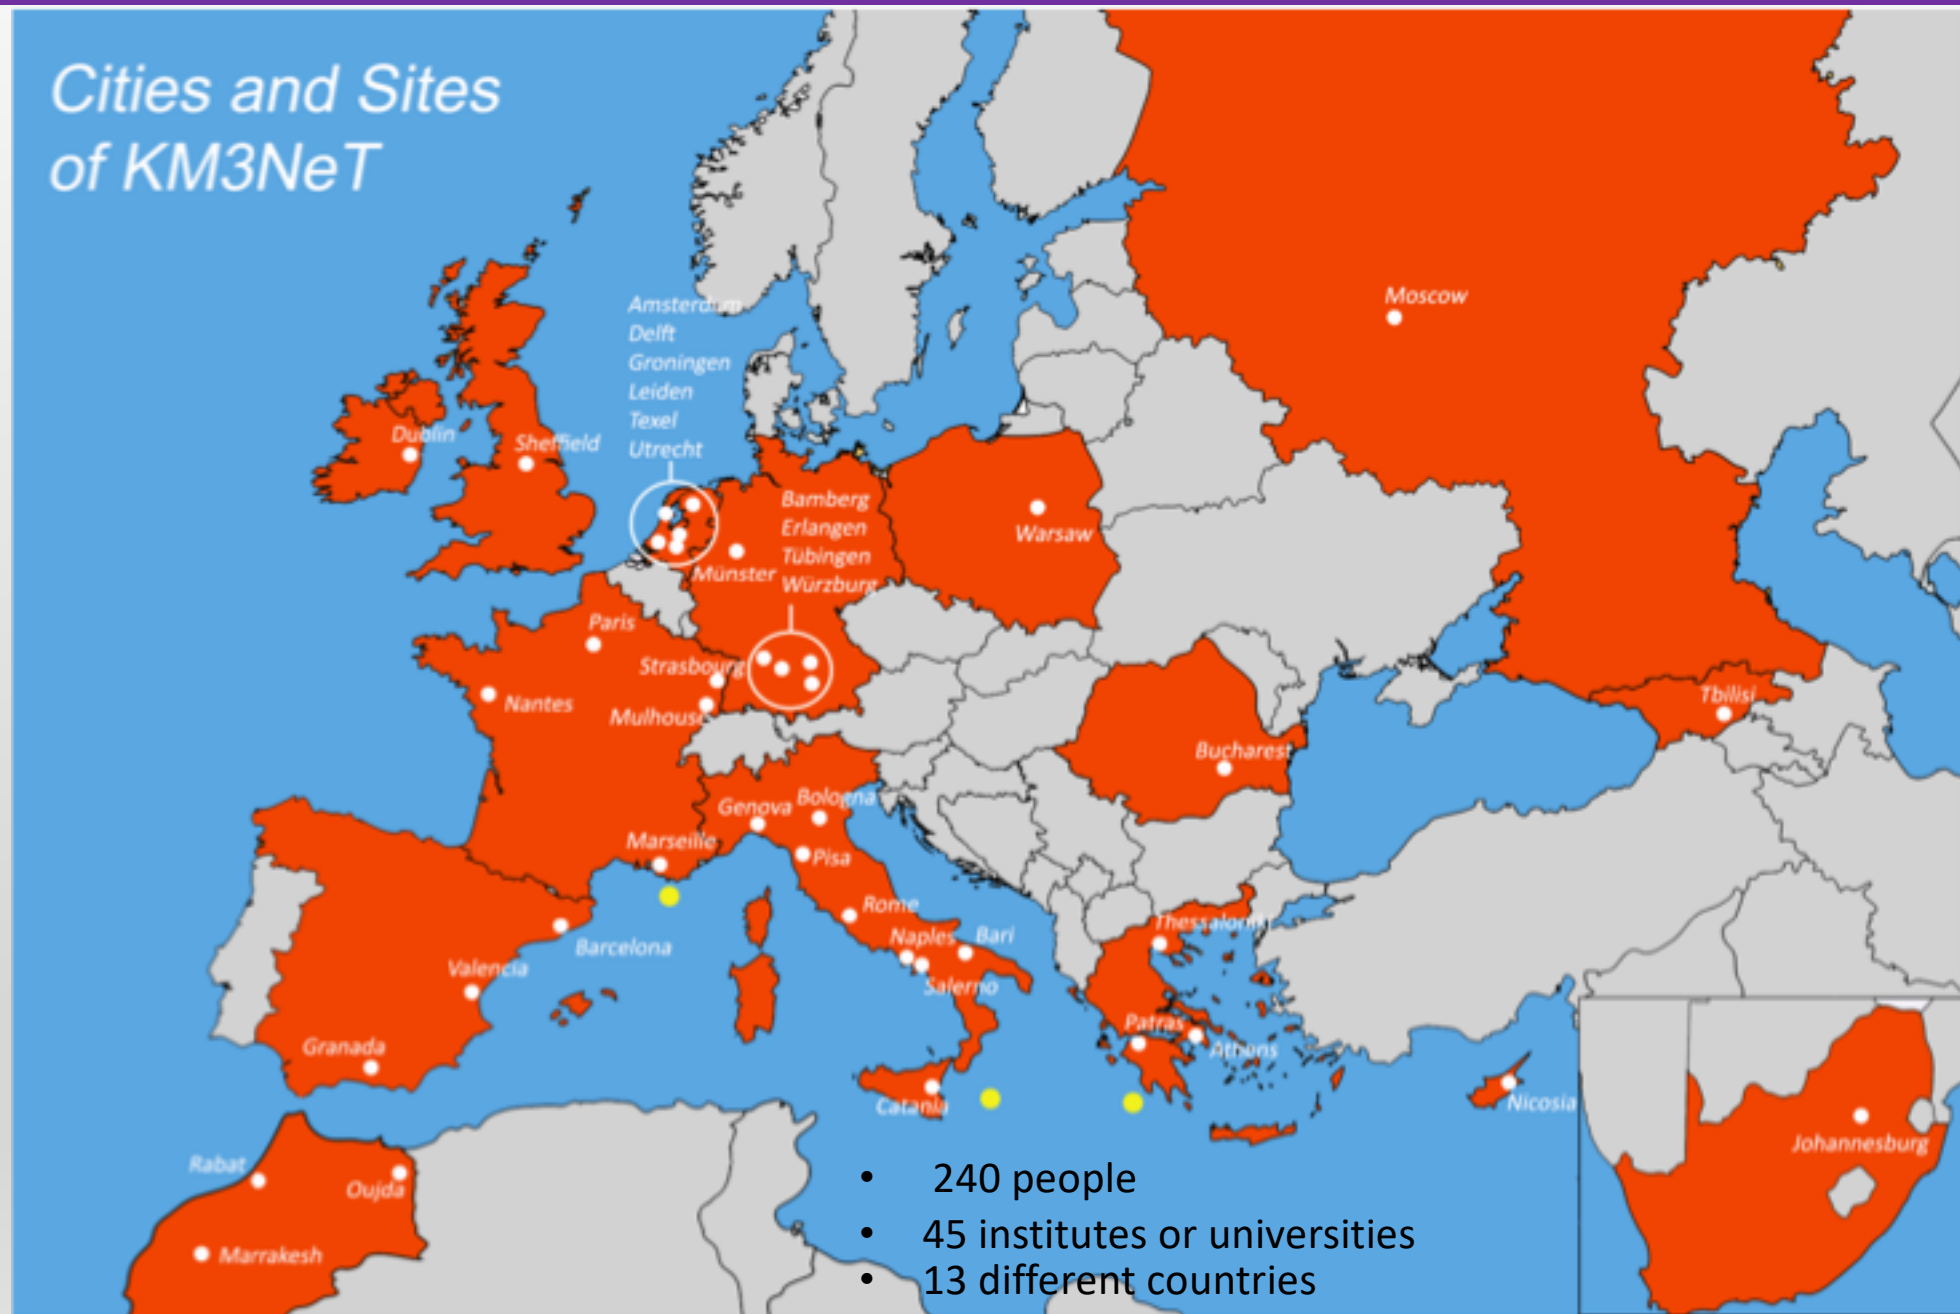 Cities and Sites
of KM3NeT
Moscow
Amsterdam
Delft
Groningen
Leiden
Texel
Utrecht
Dublin
Sheffield
Bamberg
Erlangen
Tübingen
Würzburg
Münster
Warsaw
Paris
Strasbourg
Nantes
Mulhouse
Tbilisi
Bucharest
Genova
Bologna
Marseille
Pisa
Rome
Naples
Bari
Salerno
Thessaloniki
Barcelona
Valencia
Granada
Patras
Athens
Catania
Nicosia
Johannesburg
Rabat
Oujda
Marrakesh
• 240 people
• 45 institutes or universities
• 13 different countries